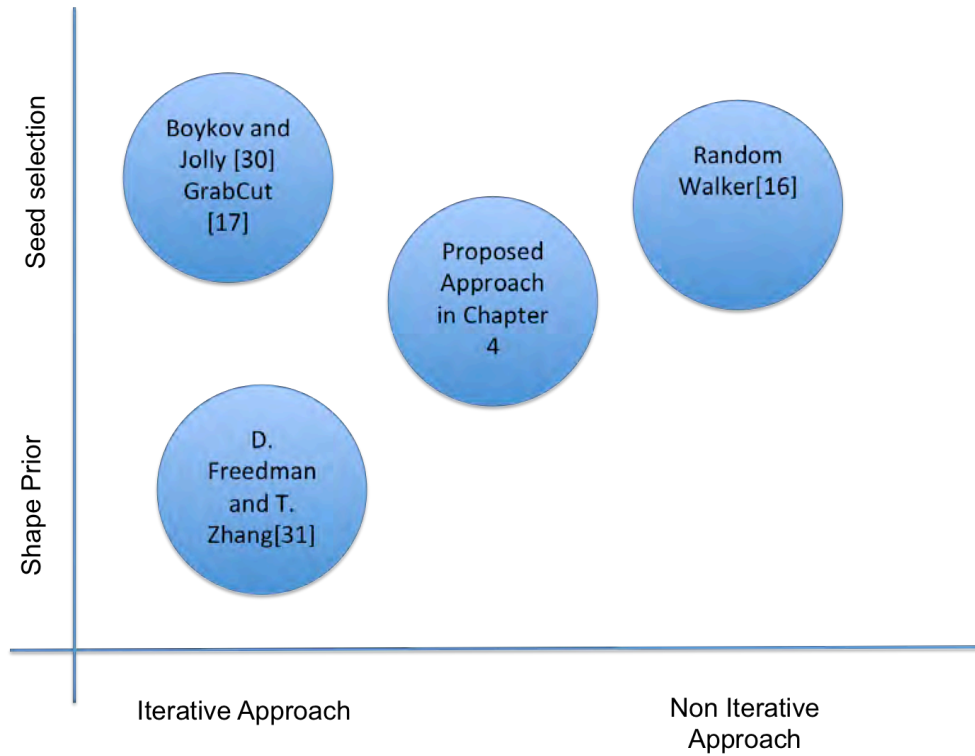 Seed selection
Shape Prior
Boykov and
Jolly [30]
GrabCut
[17]
Random
Walker[16]
Proposed
Approach
in Chapter
4
D.
Freedman
and T.
Zhang[31]
Iterative Approach
Non Iterative
Approach